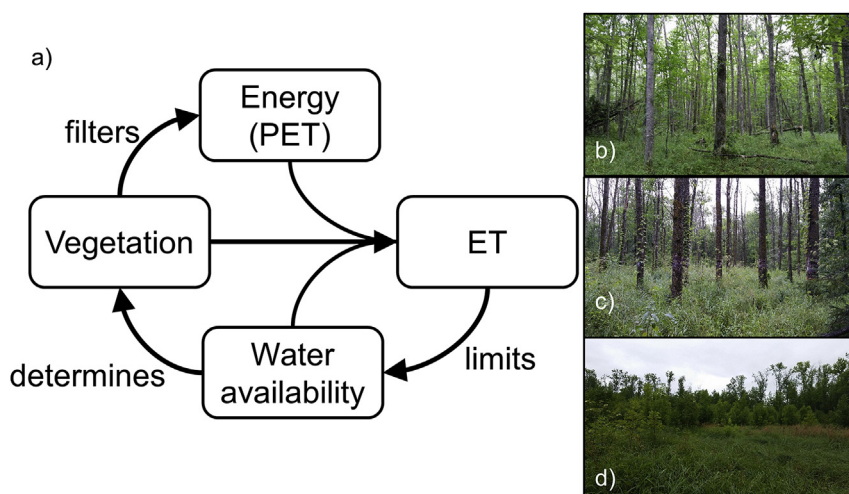 a)
Energy
(PET)
filters
Vegetation
ET
Water
availability
determines
limits
b)
c)
d)